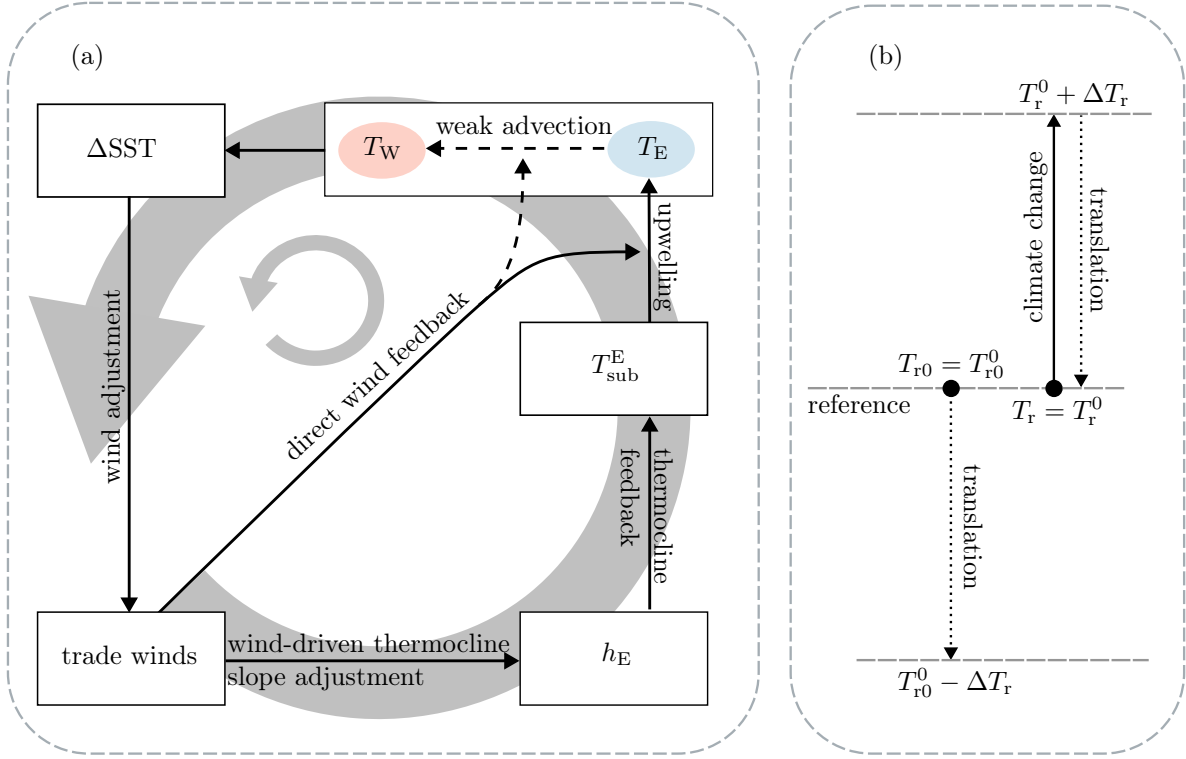 (a)
ΔSST
T_W
weak advection
T_E
upwelling
wind adjustment
direct wind feedback
T_sub^E
thermocline
feedback
trade winds
wind-driven thermocline
slope adjustment
h_E
(b)
T_r^0 + ΔT_r
climate change
translation
T_r0 = T_r0^0
reference
T_r = T_r^0
translation
T_r0^0 − ΔT_r